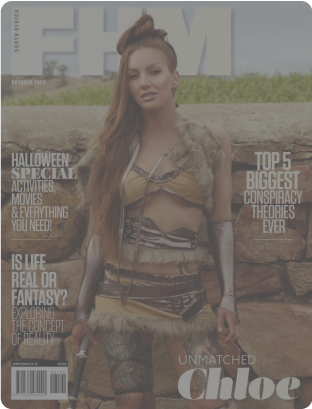 SOUTH AFRICA
FHM
OCTOBER 2023
HALLOWEEN
SPECIAL
ACTIVITIES,
MOVIES
& EVERYTHING
YOU NEED!
TOP 5
BIGGEST
CONSPIRACY
THEORIES
EVER
IS LIFE
REAL OR
FANTASY?
EXPLORING
THE CONCEPT
OF REALITY
UNMATCHED
Chloe